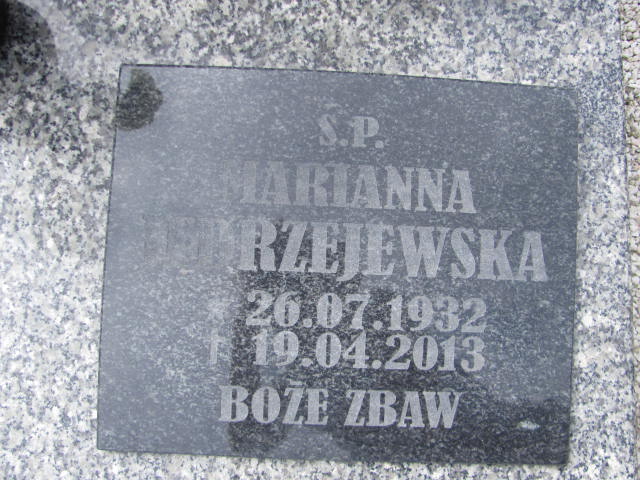 Ś.P.
MARIANNA
* 26.07.1932
† 19.04.2013
BOŻE ZBAW